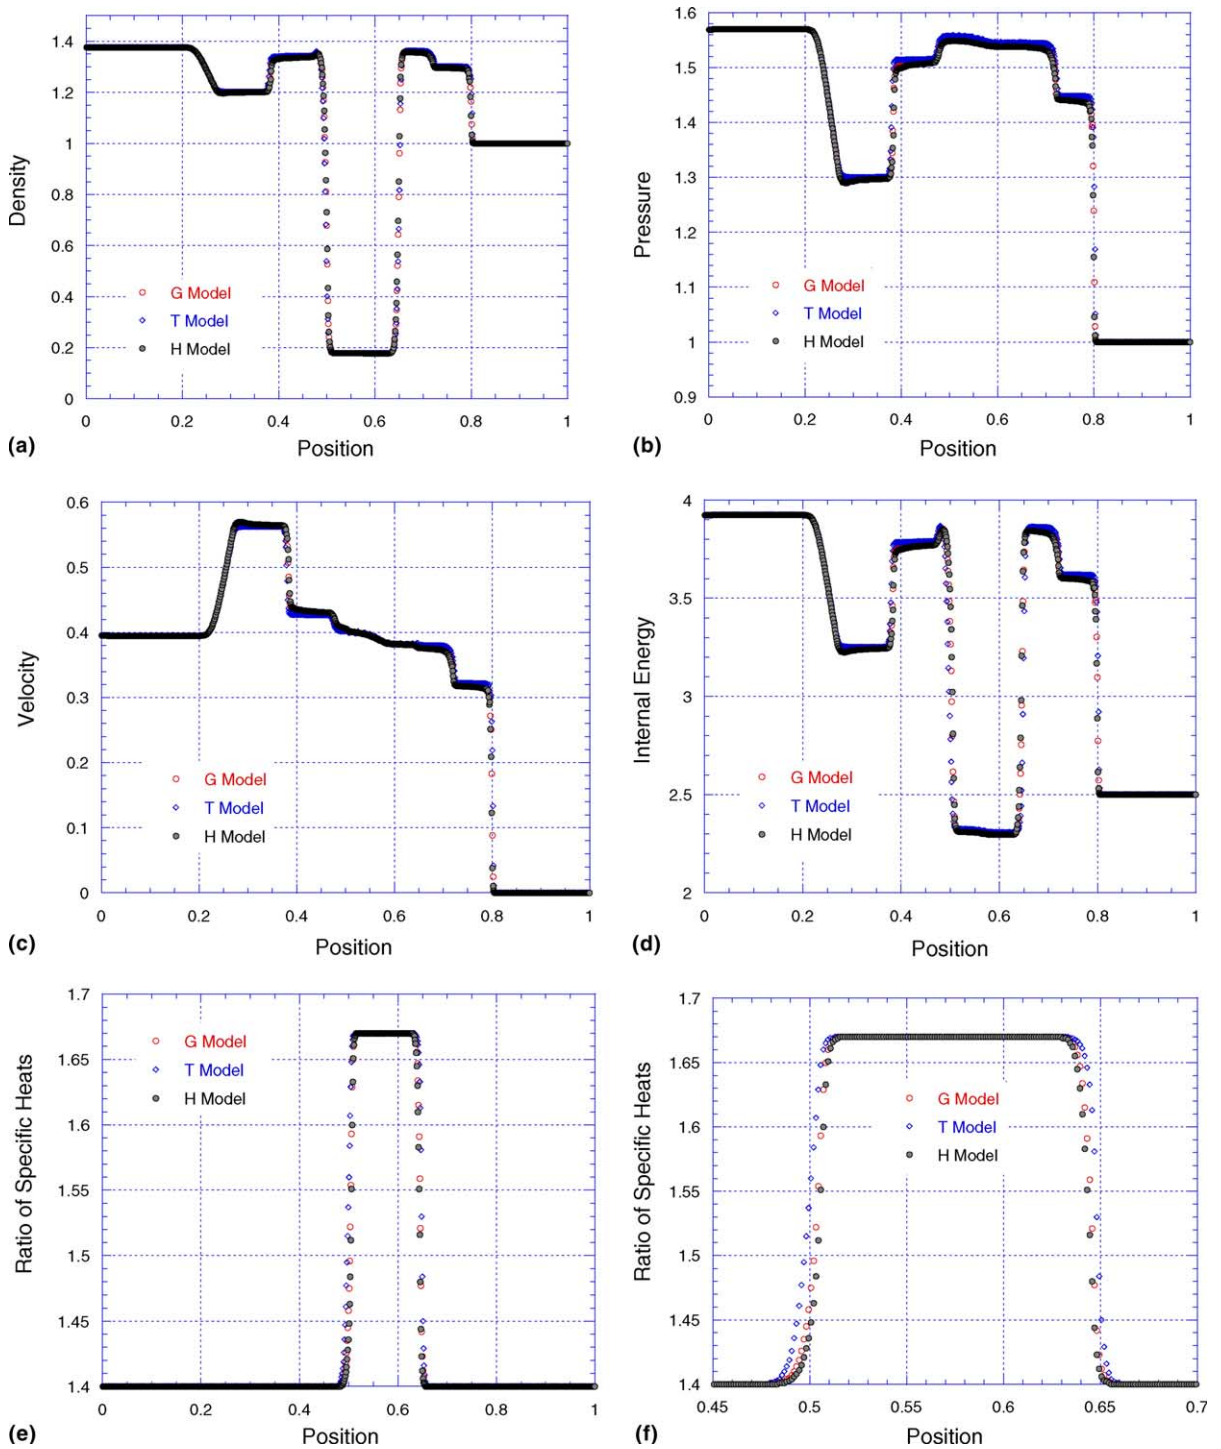 1.4
1.2
1
0.8
0.6
0.4
0.2
0
Density
G Model
T Model
H Model
0 0.2 0.4 0.6 0.8 1
(a) Position
1.6
1.5
1.4
1.3
1.2
1.1
1
0.9
Pressure
G Model
T Model
H Model
0 0.2 0.4 0.6 0.8 1
(b) Position
0.6
0.5
0.4
0.3
0.2
0.1
0
Velocity
G Model
T Model
H Model
0 0.2 0.4 0.6 0.8 1
(c) Position
4
3.5
3
2.5
2
Internal Energy
G Model
T Model
H Model
0 0.2 0.4 0.6 0.8 1
(d) Position
1.7
1.65
1.6
1.55
1.5
1.45
1.4
Ratio of Specific Heats
G Model
T Model
H Model
0 0.2 0.4 0.6 0.8 1
(e) Position
1.7
1.65
1.6
1.55
1.5
1.45
1.4
Ratio of Specific Heats
G Model
T Model
H Model
0.45 0.5 0.55 0.6 0.65 0.7
(f) Position